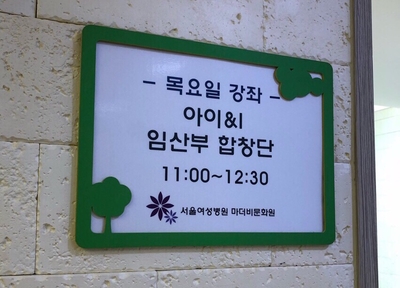 – 목요일 강좌 –
아이&I
임산부 합창단
11:00~12:30
서울여성병원 마더비문화원